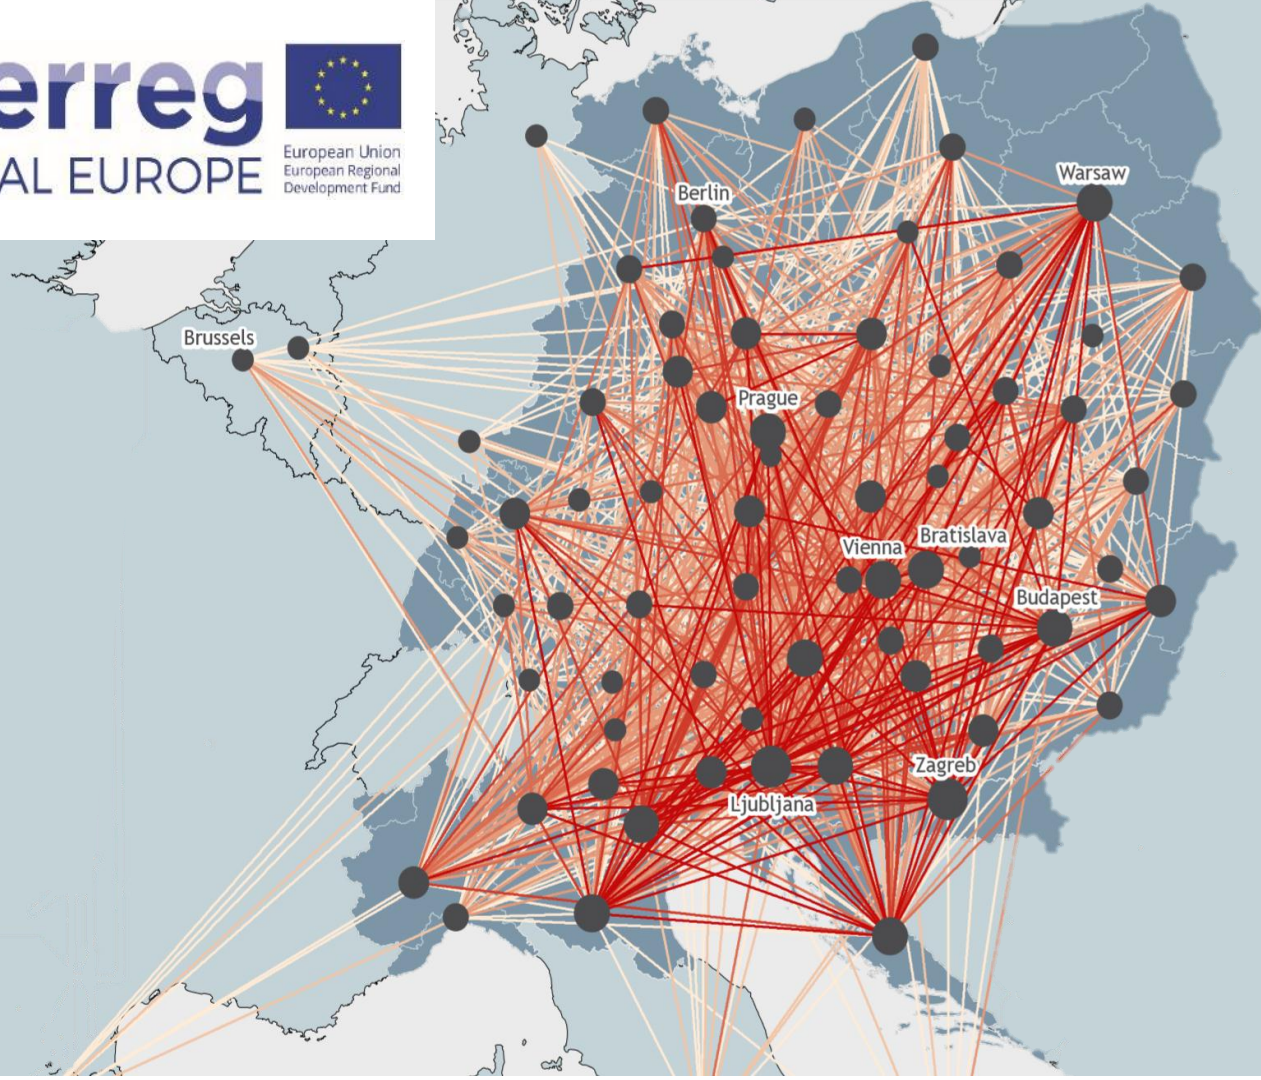 erreg
AL EUROPE
European Union
European Regional
Development Fund
Warsaw
Berlin
Brussels
Prague
Bratislava
Vienna
Budapest
Zagreb
Ljubljana